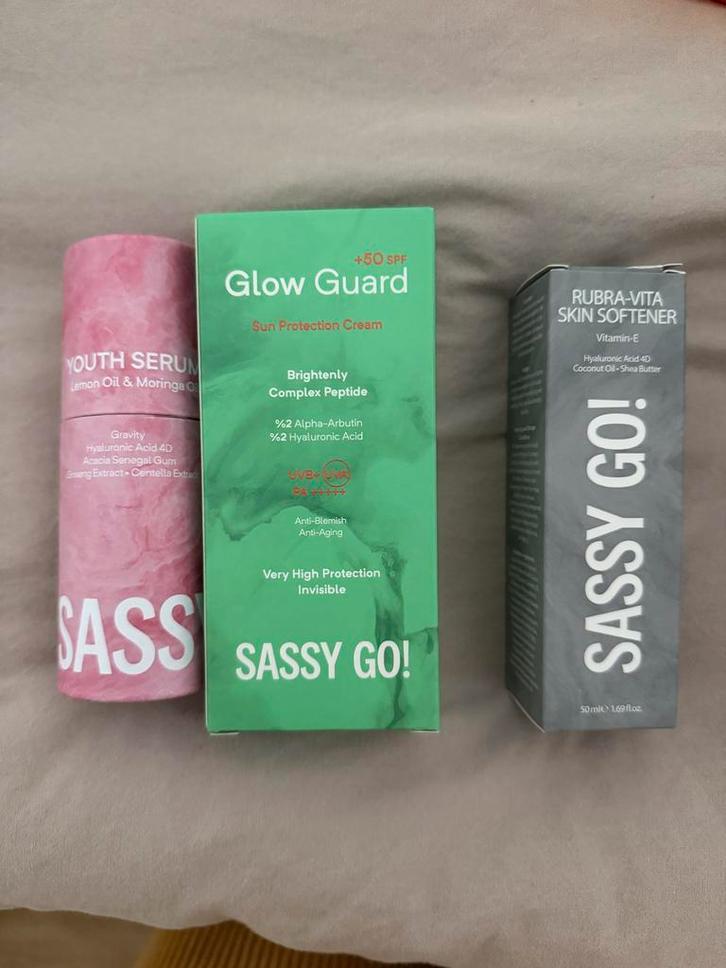 YOUTH SERUM
Lemon Oil & Moringa O
Gravity
Hyaluronic Acid 4D
Acacia Senegal Gum
Ginseng Extract • Centella Extract
SASSY
+50 SPF
Glow Guard
Sun Protection Cream
Brightenly
Complex Peptide
%2 Alpha-Arbutin
%2 Hyaluronic Acid
UVB+ UVA
PA +++++
Anti-Blemish
Anti-Aging
Very High Protection
Invisible
SASSY GO!
RUBRA-VITA
SKIN SOFTENER
Vitamin-E
Hyaluronic Acid 4D
Coconut Oil • Shea Butter
SASSY GO!
50 ml ℮ 1.69 fl.oz.